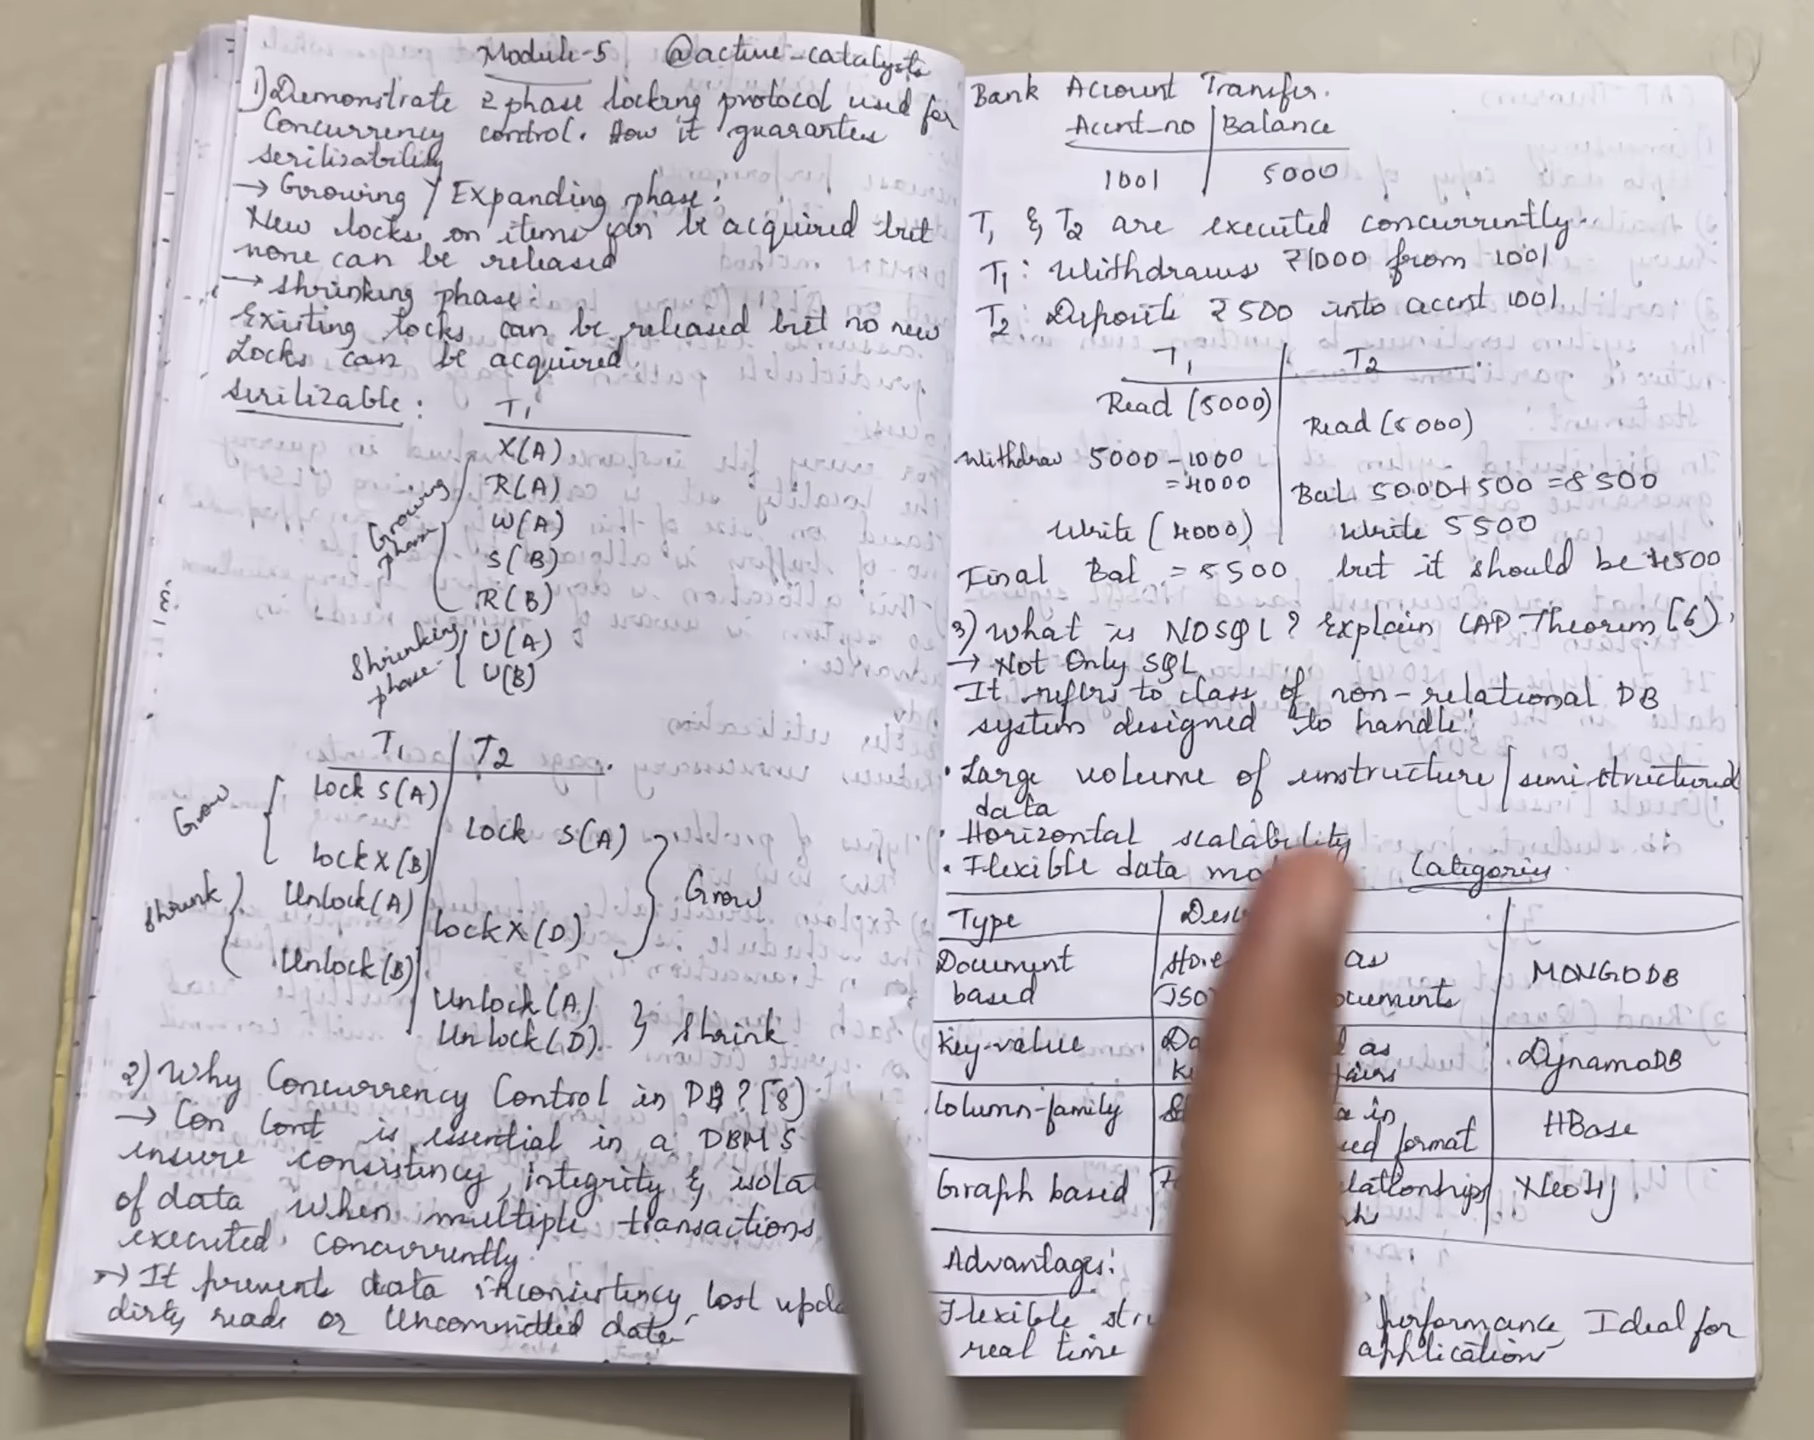 Module-5 @active_catalysts
1) Demonstrate 2 phase locking protocol used for
Concurrency control. How it guarantees
serilizability
→ Growing / Expanding phase:
New locks on items can be acquired but
none can be released
→ shrinking phase:
Existing locks can be released but no new
Locks can be acquired
serilizable: T1
X(A)
R(A)
W(A)
S(B)
R(B)
Growing phase
U(A)
U(B)
Shrinking phase
T1 T2
Lock S(A)
Lock S(A)
Lock X(B)
Grow
Unlock(A)
Grow
Lock X(D)
Shrink
Unlock(B)
Unlock(A)
Unlock(D) Shrink
2) Why Concurrency Control in DB? [8]
→ Con Cont is essential in a DBMS
ensure consistency, integrity &
of data when multiple transactions
executed concurrently.
→ It prevents data inconsistency, lost
dirty reads or Uncommitted data
Bank Account Transfer.
Accnt_no Balance
1001 5000
T1 & T2 are executed concurrently.
T1: Withdraws ₹1000 from 1001
T2: Deposits ₹500 into accnt 1001.
T1 T2
Read (5000)
Read (5000)
Withdraw 5000-1000
=4000
Bal. 5000+500 =5500
Write (4000) Write 5500
Final Bal = 5500 but it should be 4500
3) What is NOSQL? Explain CAP Theorem [6]
→ Not Only SQL
It refers to class of non-relational DB
system designed to handle:
• Large volume of unstructure / semi structured
data
• Horizontal scalability
• Flexible data
Categories
Type
Document as MONGODB
based
Key-value as DynamoDB
Column-family in HBase
format
Graph based Neo4j
Advantages:
Flexible performance, Ideal for
real time application